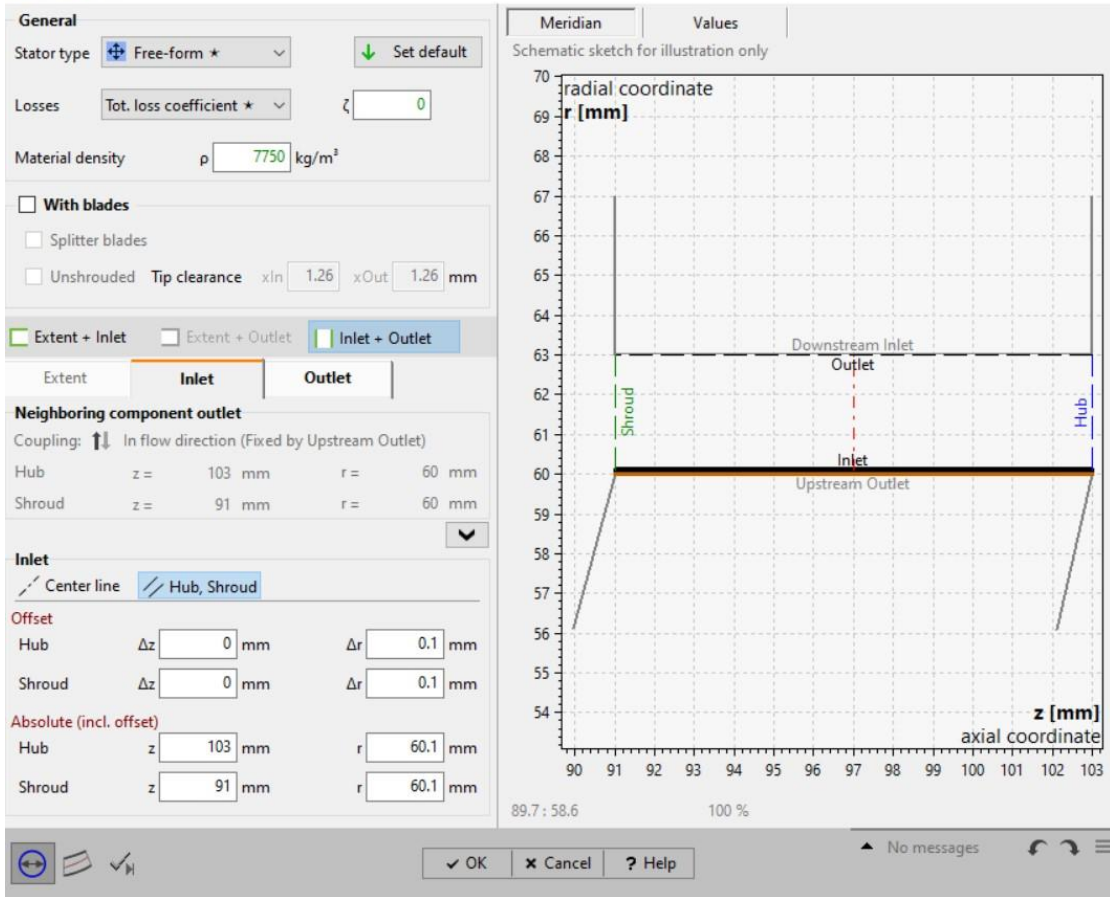 General
Stator type Free-form ★ Set default
Losses Tot. loss coefficient ★ ζ 0
Material density ρ 7750 kg/m³
With blades
Splitter blades
Unshrouded Tip clearance xIn 1.26 xOut 1.26 mm
Extent + Inlet Extent + Outlet Inlet + Outlet
Extent Inlet Outlet
Neighboring component outlet
Coupling: In flow direction (Fixed by Upstream Outlet)
Hub z = 103 mm r = 60 mm
Shroud z = 91 mm r = 60 mm
Inlet
Center line Hub, Shroud
Offset
Hub Δz 0 mm Δr 0.1 mm
Shroud Δz 0 mm Δr 0.1 mm
Absolute (incl. offset)
Hub z 103 mm r 60.1 mm
Shroud z 91 mm r 60.1 mm
Meridian Values
Schematic sketch for illustration only
radial coordinate
r [mm]
70
69
68
67
66
65
64
63
62
61
60
59
58
57
56
55
54
Downstream Inlet
Outlet
Shroud
Hub
Inlet
Upstream Outlet
z [mm]
axial coordinate
90 91 92 93 94 95 96 97 98 99 100 101 102 103
89.7 : 58.6 100 %
OK Cancel ? Help
No messages